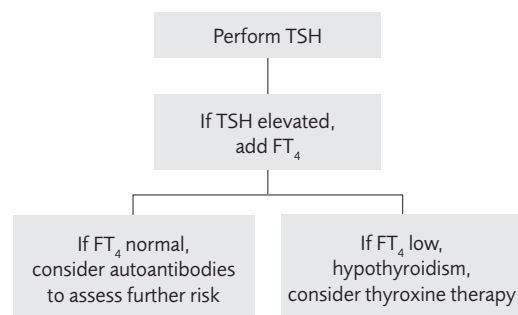 Perform TSH
If TSH elevated,
add FT₄
If FT₄ normal,
consider autoantibodies
to assess further risk
If FT₄ low,
hypothyroidism,
consider thyroxine therapy